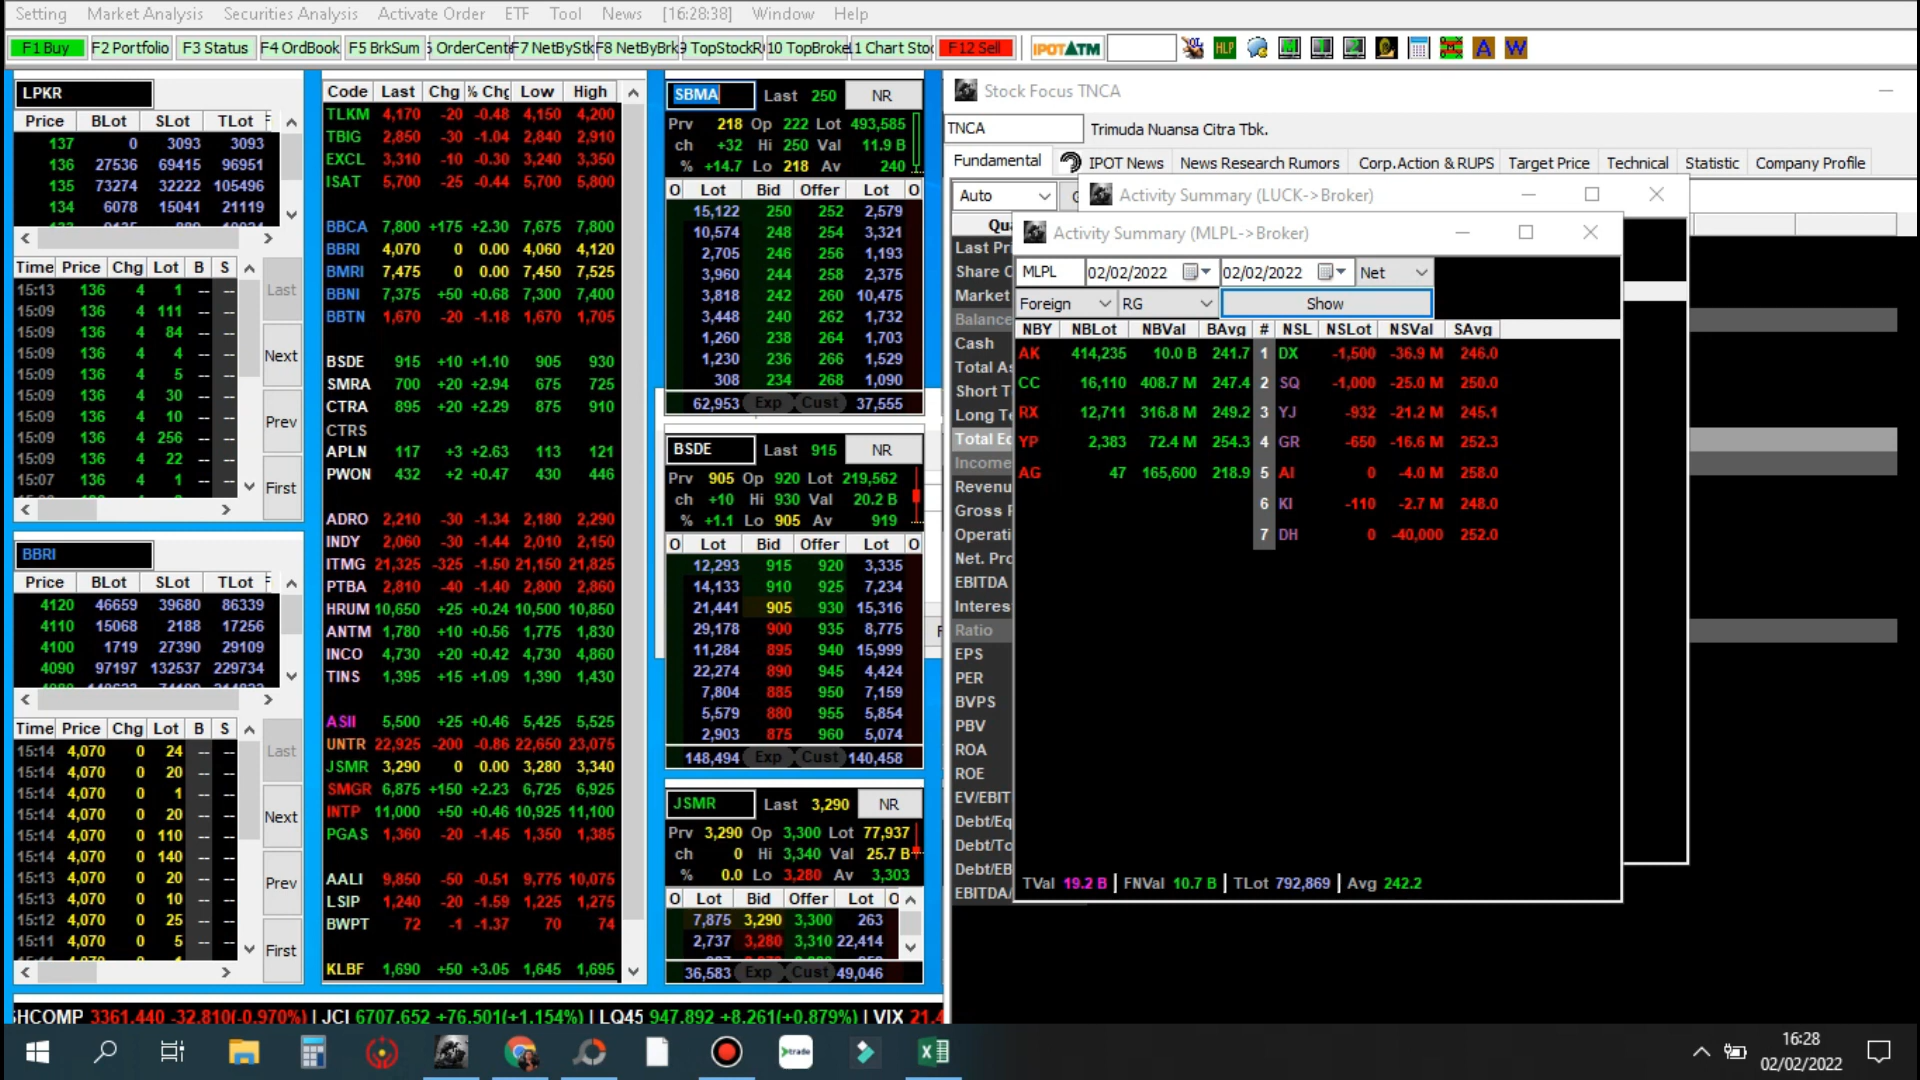 Setting Market Analysis Securities Analysis Activate Order ETF Tool News [16:28:38] Window Help
F1 Buy F2 Portfolio F3 Status F4 OrdBook F5 BrkSum OrderCente F7 NetByStk F8 NetByBrk TopStockR 10 TopBroke 1 Chart Stoc F12 Sell IPOTATM HLP A W
LPKR
Price BLot SLot TLot F
137 0 3093 3093
136 27536 69415 96951
135 73274 32222 105496
134 6078 15041 21119
Time Price Chg Lot B S
15:13 136 4 1 -- --
15:09 136 4 111 -- --
15:09 136 4 84 -- --
15:09 136 4 4 -- --
15:09 136 4 5 -- --
15:09 136 4 30 -- --
15:09 136 4 10 -- --
15:09 136 4 256 -- --
15:09 136 4 22 -- --
15:07 136 4 1 -- --
Last
Next
Prev
First
BBRI
Price BLot SLot TLot F
4120 46659 39680 86339
4110 15068 2188 17256
4100 1719 27390 29109
4090 97197 132537 229734
Time Price Chg Lot B S
15:14 4,070 0 24 -- --
15:14 4,070 0 20 -- --
15:14 4,070 0 1 -- --
15:14 4,070 0 20 -- --
15:14 4,070 0 110 -- --
15:14 4,070 0 140 -- --
15:13 4,070 0 20 -- --
15:13 4,070 0 10 -- --
15:12 4,070 0 25 -- --
15:11 4,070 0 5 -- --
Last
Next
Prev
First
Code Last Chg % Chg Low High
TLKM 4,170 -20 -0.48 4,150 4,200
TBIG 2,850 -30 -1.04 2,840 2,910
EXCL 3,310 -10 -0.30 3,240 3,350
ISAT 5,700 -25 -0.44 5,700 5,800
BBCA 7,800 +175 +2.30 7,675 7,800
BBRI 4,070 0 0.00 4,060 4,120
BMRI 7,475 0 0.00 7,450 7,525
BBNI 7,375 +50 +0.68 7,300 7,400
BBTN 1,670 -20 -1.18 1,670 1,705
BSDE 915 +10 +1.10 905 930
SMRA 700 +20 +2.94 675 725
CTRA 895 +20 +2.29 875 910
CTRS
APLN 117 +3 +2.63 113 121
PWON 432 +2 +0.47 430 446
ADRO 2,210 -30 -1.34 2,180 2,290
INDY 2,060 -30 -1.44 2,010 2,150
ITMG 21,325 -325 -1.50 21,150 21,825
PTBA 2,810 -40 -1.40 2,800 2,860
HRUM 10,650 +25 +0.24 10,500 10,850
ANTM 1,780 +10 +0.56 1,775 1,830
INCO 4,730 +20 +0.42 4,730 4,860
TINS 1,395 +15 +1.09 1,390 1,430
ASII 5,500 +25 +0.46 5,425 5,525
UNTR 22,925 -200 -0.86 22,650 23,075
JSMR 3,290 0 0.00 3,280 3,340
SMGR 6,875 +150 +2.23 6,725 6,925
INTP 11,000 +50 +0.46 10,925 11,100
PGAS 1,360 -20 -1.45 1,350 1,385
AALI 9,850 -50 -0.51 9,775 10,075
LSIP 1,240 -20 -1.59 1,225 1,275
BWPT 72 -1 -1.37 70 74
KLBF 1,690 +50 +3.05 1,645 1,695
SBMA Last 250 NR
Prv 218 Op 222 Lot 493,585
ch +32 Hi 250 Val 11.9 B
% +14.7 Lo 218 Av 240
O Lot Bid Offer Lot O
15,122 250 252 2,579
10,574 248 254 3,321
2,705 246 256 1,193
3,960 244 258 2,375
3,818 242 260 10,475
3,448 240 262 1,732
1,260 238 264 1,703
1,230 236 266 1,529
308 234 268 1,090
62,953 Exp Cust 37,555
BSDE Last 915 NR
Prv 905 Op 920 Lot 219,562
ch +10 Hi 930 Val 20.2 B
% +1.1 Lo 905 Av 919
O Lot Bid Offer Lot O
12,293 915 920 3,335
14,133 910 925 7,234
21,441 905 930 15,316
29,178 900 935 8,775
11,284 895 940 15,999
22,274 890 945 4,424
7,804 885 950 7,159
5,579 880 955 5,854
2,903 875 960 5,074
148,494 Exp Cust 140,458
JSMR Last 3,290 NR
Prv 3,290 Op 3,300 Lot 77,937
ch 0 Hi 3,340 Val 25.7 B
% 0.0 Lo 3,280 Av 3,303
O Lot Bid Offer Lot O
7,875 3,290 3,300 263
2,737 3,280 3,310 22,414
36,583 Exp Cust 49,046
Stock Focus TNCA
TNCA Trimuda Nuansa Citra Tbk.
Fundamental IPOT News News Research Rumors Corp.Action & RUPS Target Price Technical Statistic Company Profile
Auto
Qu
Last Pri
Share C
Market
Balance
Cash
Total As
Short T
Long Te
Total Ec
Income
Revenu
Gross P
Operati
Net. Pro
EBITDA
Interes
Ratio
EPS
PER
BVPS
PBV
ROA
ROE
EV/EBIT
Debt/Eq
Debt/To
Debt/EB
EBITDA/
Activity Summary (LUCK->Broker)
Activity Summary (MLPL->Broker)
MLPL 02/02/2022 02/02/2022 Net
Foreign RG Show
NBY NBLot NBVal BAvg # NSL NSLot NSVal SAvg
AK 414,235 10.0 B 241.7 1 DX -1,500 -36.9 M 246.0
CC 16,110 408.7 M 247.4 2 SQ -1,000 -25.0 M 250.0
RX 12,711 316.8 M 249.2 3 YJ -932 -21.2 M 245.1
YP 2,383 72.4 M 254.3 4 GR -650 -16.6 M 252.3
AG 47 165,600 218.9 5 AI 0 -4.0 M 258.0
6 KI -110 -2.7 M 248.0
7 DH 0 -40,000 252.0
TVal 19.2 B | FNVal 10.7 B | TLot 792,869 | Avg 242.2
SHCOMP 3361.440 -32.810(-0.970%) | JCI 6707.652 +76.501(+1.154%) | LQ45 947.892 +8.261(+0.879%) | VIX 21.4
trade
16:28
02/02/2022